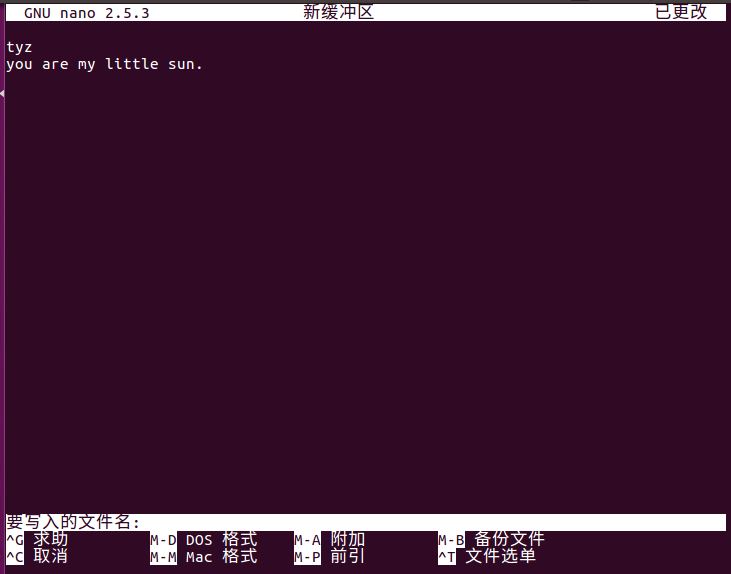 GNU nano 2.5.3 新缓冲区 已更改
tyz
you are my little sun.
要写入的文件名:
^G 求助 M-D DOS 格式 M-A 附加 M-B 备份文件
^C 取消 M-M Mac 格式 M-P 前引 ^T 文件选单